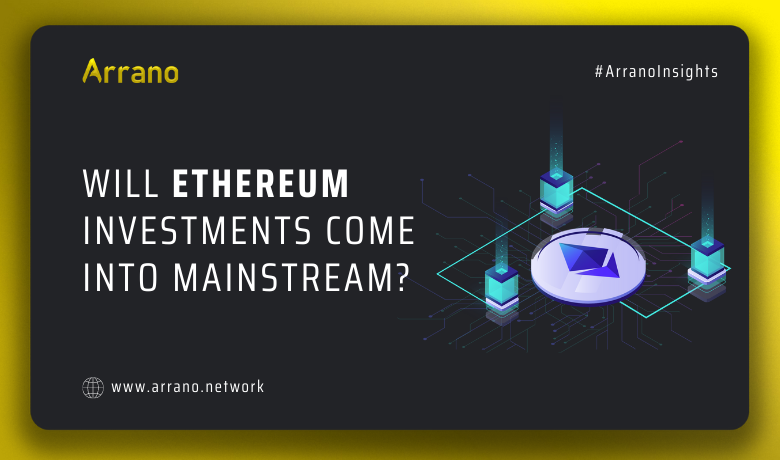 Arrano
#ArranoInsights
WILL ETHEREUM
INVESTMENTS COME
INTO MAINSTREAM?
www.arrano.network